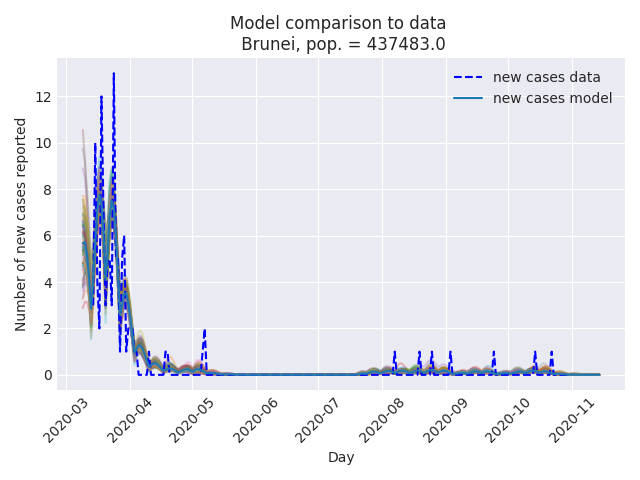 Model comparison to data
Brunei, pop. = 437483.0
new cases data
new cases model
Number of new cases reported
12
10
8
6
4
2
0
2020-03
2020-04
2020-05
2020-06
2020-07
2020-08
2020-09
2020-10
2020-11
Day